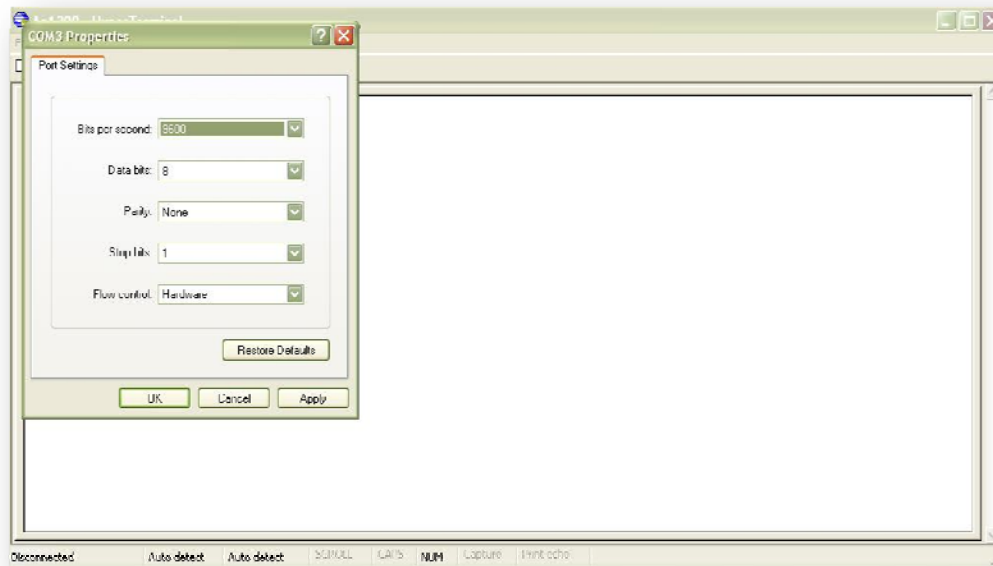 COM3 Properties
Port Settings
Bits per second: 9600
Data bits: 8
Parity: None
Stop bits: 1
Flow control: Hardware
Restore Defaults
OK Cancel Apply
Disconnected Auto detect Auto detect SCROLL CAPS NUM Capture Print echo